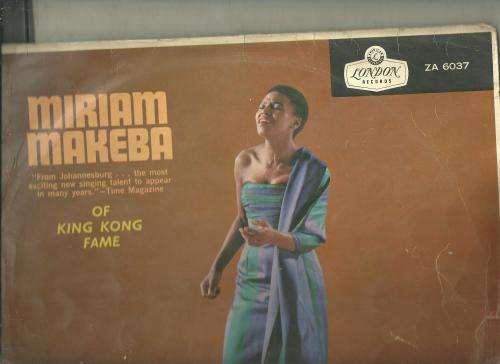 MIRIAM
MAKEBA
"From Johannesburg . . . the most
exciting new singing talent to appear
in many years."—Time Magazine
OF
KING KONG
FAME
LONDON
RECORDS
ZA 6037